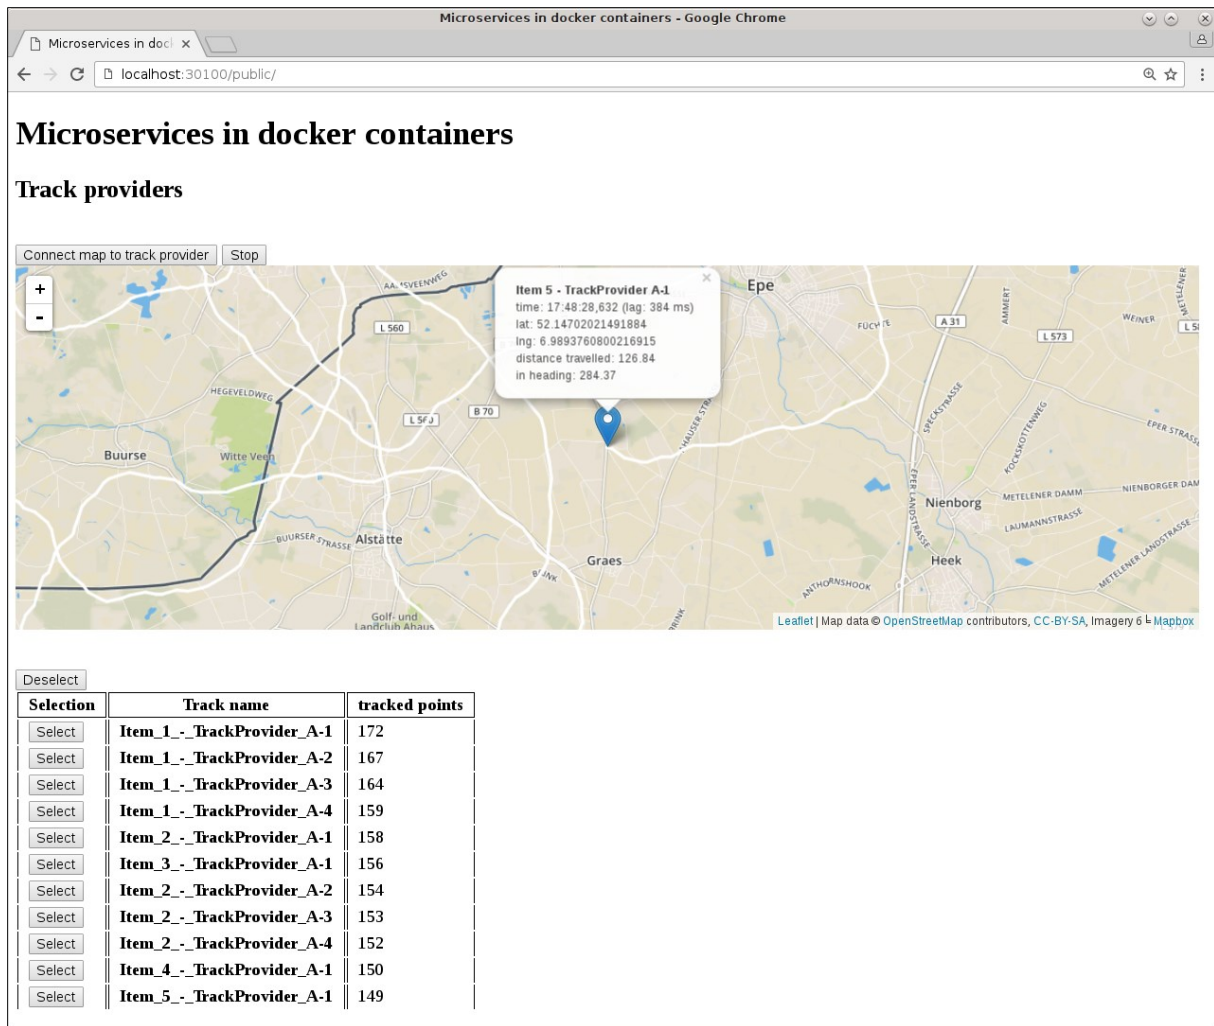 Microservices in docker containers - Google Chrome
Microservices in doc
localhost:30100/public/
Microservices in docker containers
Track providers
Connect map to track provider Stop
+
-
Item 5 - TrackProvider A-1
time: 17:48:28,632 (lag: 384 ms)
lat: 52.14702021491884
lng: 6.9893760800216915
distance travelled: 126.84
in heading: 284.37
Epe
AMMERT
L 560
FÜCHTE
A 31
WEINER
L 573
HEGEVELDWEG
B 70
SPECKSTRASSE
KOCKSKOTTENWEG
EPER STRASSE
Buurse
Witte Veen
EPER LANDSTRASSE
METELENER DAMM
NIENBORGER DAM
Nienborg
LAUMANNSTRASSE
BUURSER STRASSE
Alstätte
Graes
Heek
METELENER LANDSTRASSE
Golf- und
Landclub Ahaus
Leaflet | Map data © OpenStreetMap contributors, CC-BY-SA, Imagery 6 ╘ Mapbox
Deselect
Selection Track name tracked points
Select Item_1_-_TrackProvider_A-1 172
Select Item_1_-_TrackProvider_A-2 167
Select Item_1_-_TrackProvider_A-3 164
Select Item_1_-_TrackProvider_A-4 159
Select Item_2_-_TrackProvider_A-1 158
Select Item_3_-_TrackProvider_A-1 156
Select Item_2_-_TrackProvider_A-2 154
Select Item_2_-_TrackProvider_A-3 153
Select Item_2_-_TrackProvider_A-4 152
Select Item_4_-_TrackProvider_A-1 150
Select Item_5_-_TrackProvider_A-1 149